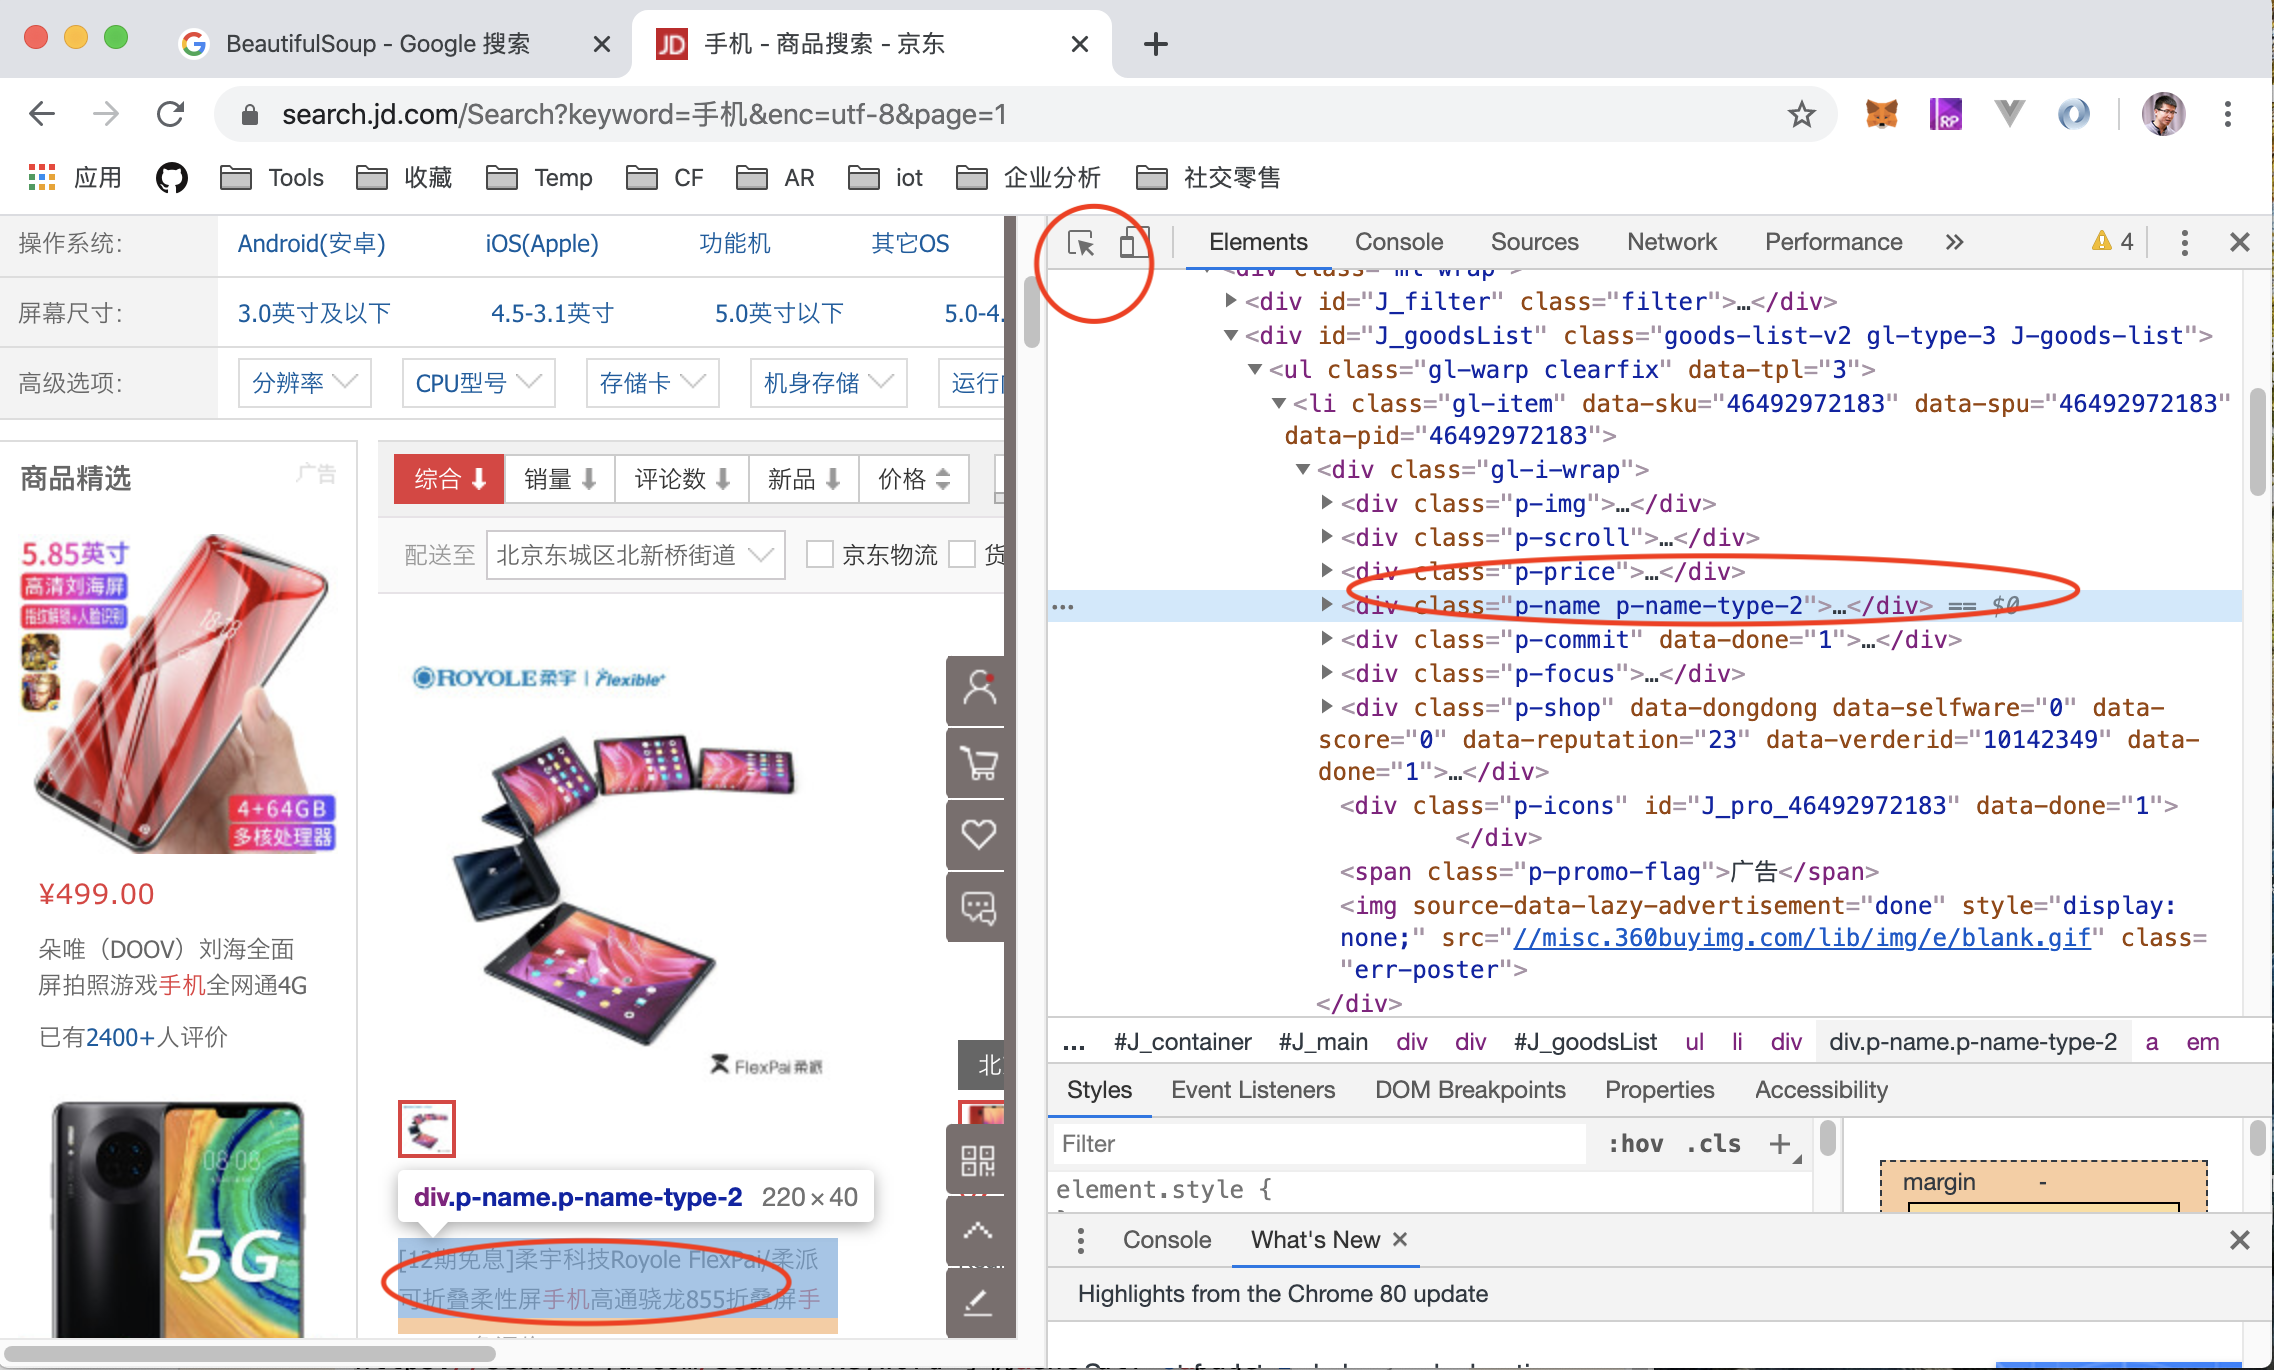 BeautifulSoup - Google 搜索
手机 - 商品搜索 - 京东
search.jd.com/Search?keyword=手机&enc=utf-8&page=1
应用 Tools 收藏 Temp CF AR iot 企业分析 社交零售
操作系统: Android(安卓) iOS(Apple) 功能机 其它OS
屏幕尺寸: 3.0英寸及以下 4.5-3.1英寸 5.0英寸以下 5.0-4.
高级选项: 分辨率 CPU型号 存储卡 机身存储 运行
商品精选 广告
5.85英寸
高清刘海屏
指纹解锁+人脸识别
18:18
4+64GB
多核处理器
¥499.00
朵唯（DOOV）刘海全面
屏拍照游戏手机全网通4G
已有2400+人评价
08:08
5G
综合 销量 评论数 新品 价格
配送至 北京东城区北新桥街道 京东物流 货
ROYOLE柔宇 | Flexible+
FlexPai 柔派
北
div.p-name.p-name-type-2 220×40
[12期免息]柔宇科技Royole FlexPai/柔派
可折叠柔性屏手机高通骁龙855折叠屏手
Elements Console Sources Network Performance » 4
<div id="J_filter" class="filter">…</div>
<div id="J_goodsList" class="goods-list-v2 gl-type-3 J-goods-list">
<ul class="gl-warp clearfix" data-tpl="3">
<li class="gl-item" data-sku="46492972183" data-spu="46492972183"
data-pid="46492972183">
<div class="gl-i-wrap">
<div class="p-img">…</div>
<div class="p-scroll">…</div>
<div class="p-price">…</div>
<div class="p-name p-name-type-2">…</div> == $0
<div class="p-commit" data-done="1">…</div>
<div class="p-focus">…</div>
<div class="p-shop" data-dongdong data-selfware="0" data-
score="0" data-reputation="23" data-verderid="10142349" data-
done="1">…</div>
<div class="p-icons" id="J_pro_46492972183" data-done="1">
</div>
<span class="p-promo-flag">广告</span>
<img source-data-lazy-advertisement="done" style="display:
none;" src="//misc.360buyimg.com/lib/img/e/blank.gif" class=
"err-poster">
</div>
... #J_container #J_main div div #J_goodsList ul li div div.p-name.p-name-type-2 a em
Styles Event Listeners DOM Breakpoints Properties Accessibility
Filter :hov .cls +
element.style {
margin -
Console What's New ×
Highlights from the Chrome 80 update